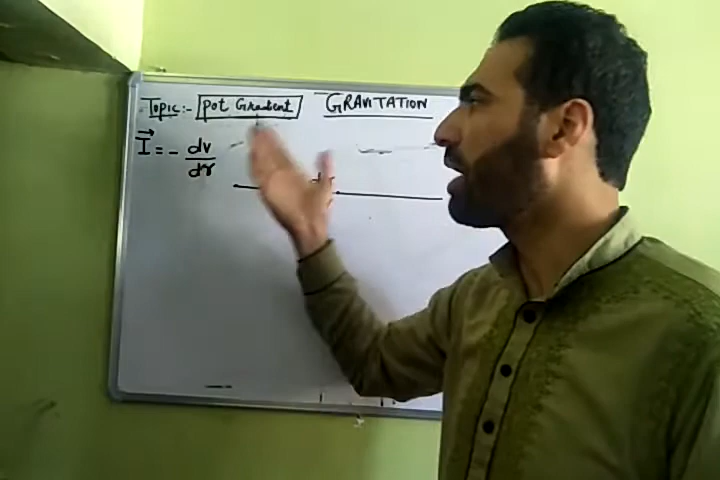 Topic:- Pot Gradient GRAVITATION
I = - dv/dr